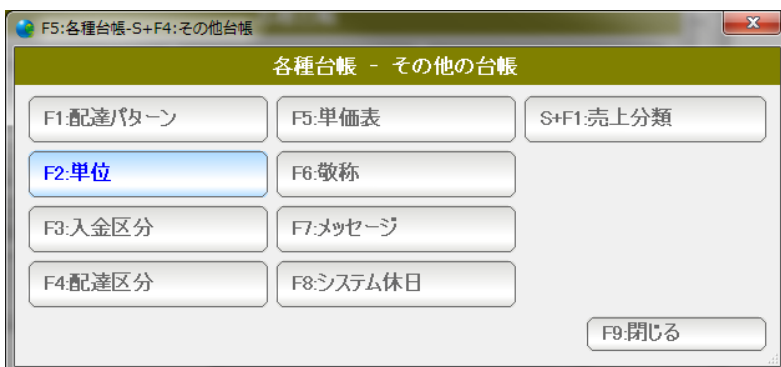 F5:各種台帳-S+F4:その他台帳
各種台帳 - その他の台帳
F1:配達パターン
F5:単価表
S+F1:売上分類
F2:単位
F6:敬称
F3:入金区分
F7:メッセージ
F4:配達区分
F8:システム休日
F9:閉じる